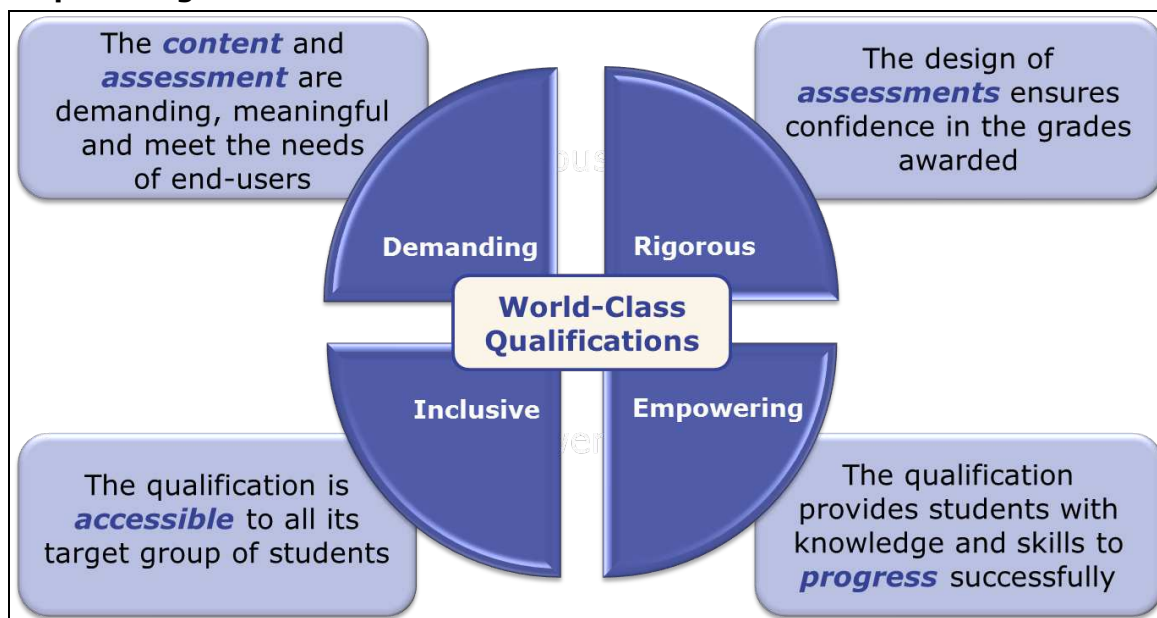 The content and
assessment are
demanding, meaningful
and meet the needs
of end-users
The design of
assessments ensures
confidence in the grades
awarded
Demanding
Rigorous
World-Class
Qualifications
Inclusive
Empowering
The qualification is
accessible to all its
target group of students
The qualification
provides students with
knowledge and skills to
progress successfully